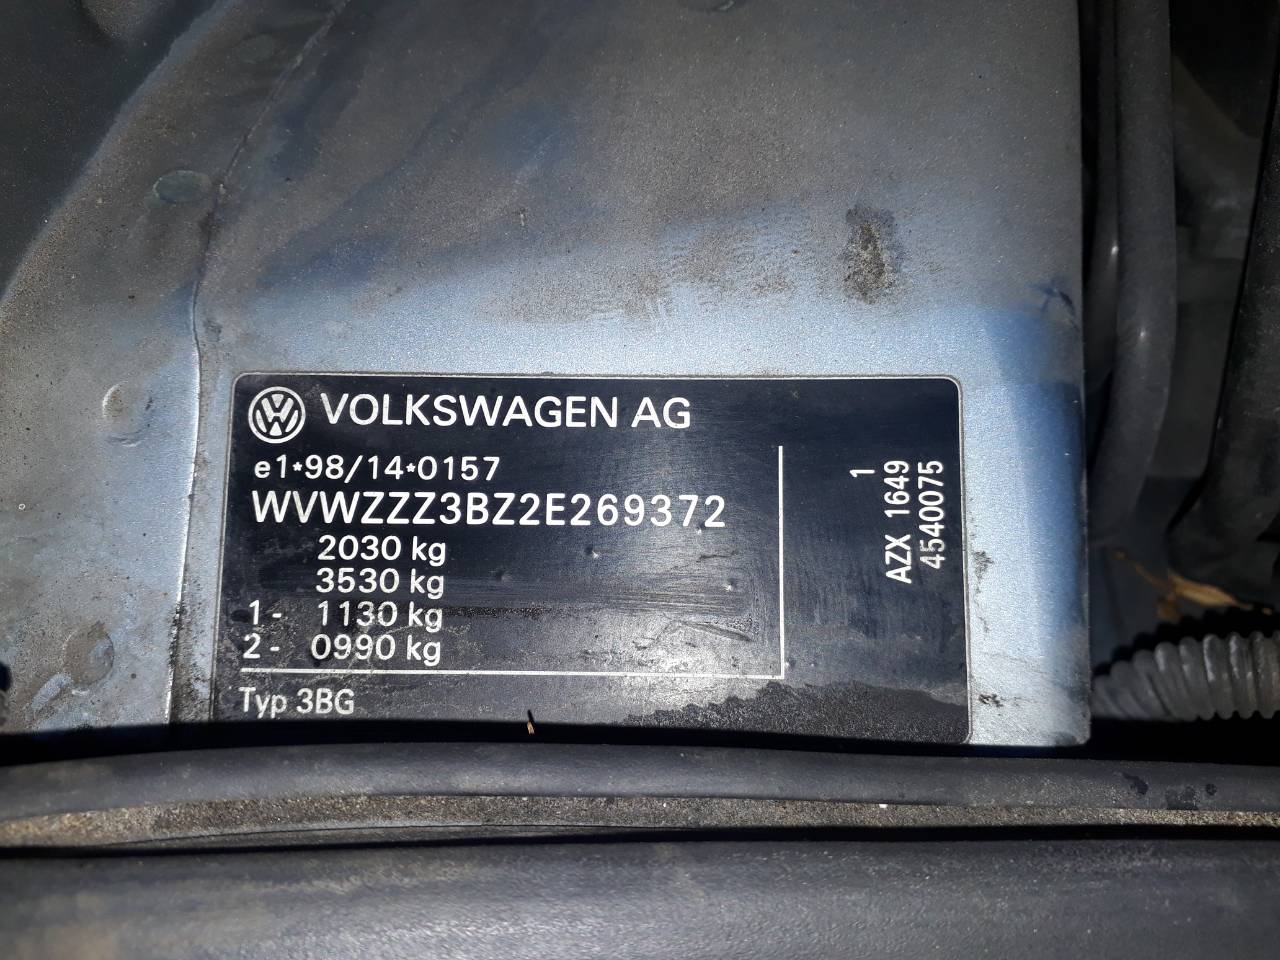 VOLKSWAGEN AG
e1*98/14*0157
WVWZZZ3BZ2E269372
2030 kg
3530 kg
1 - 1130 kg
2 - 0990 kg
Typ 3BG
1
AZX 1649
4540075